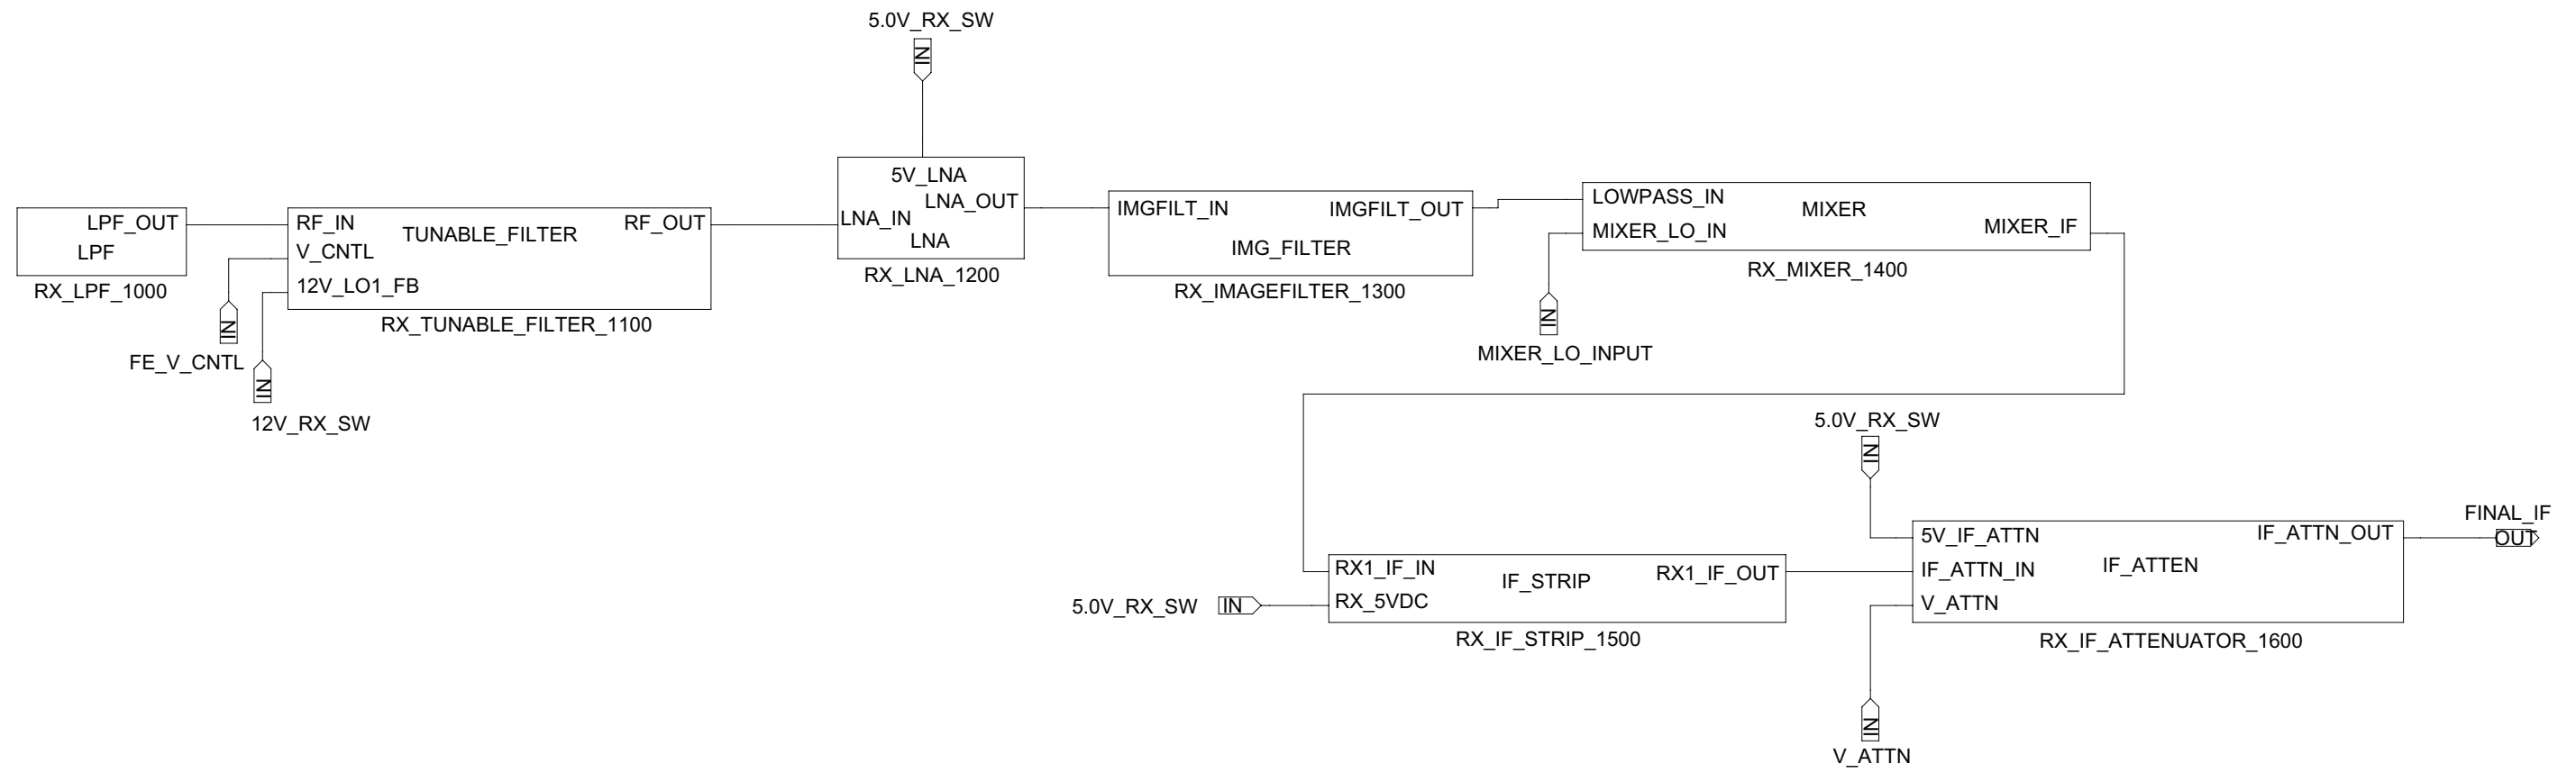 5.0V_RX_SW
IN
LPF_OUT
LPF
RX_LPF_1000
RF_IN
TUNABLE_FILTER
RF_OUT
V_CNTL
12V_LO1_FB
RX_TUNABLE_FILTER_1100
IN
FE_V_CNTL
IN
12V_RX_SW
5V_LNA
LNA_OUT
LNA_IN
LNA
RX_LNA_1200
IMGFILT_IN
IMGFILT_OUT
IMG_FILTER
RX_IMAGEFILTER_1300
LOWPASS_IN
MIXER
MIXER_LO_IN
MIXER_IF
RX_MIXER_1400
IN
MIXER_LO_INPUT
5.0V_RX_SW
IN
RX1_IF_IN
IF_STRIP
RX1_IF_OUT
5.0V_RX_SW
IN
RX_5VDC
RX_IF_STRIP_1500
5V_IF_ATTN
IF_ATTN_OUT
IF_ATTN_IN
IF_ATTEN
V_ATTN
RX_IF_ATTENUATOR_1600
FINAL_IF
OUT
IN
V_ATTN